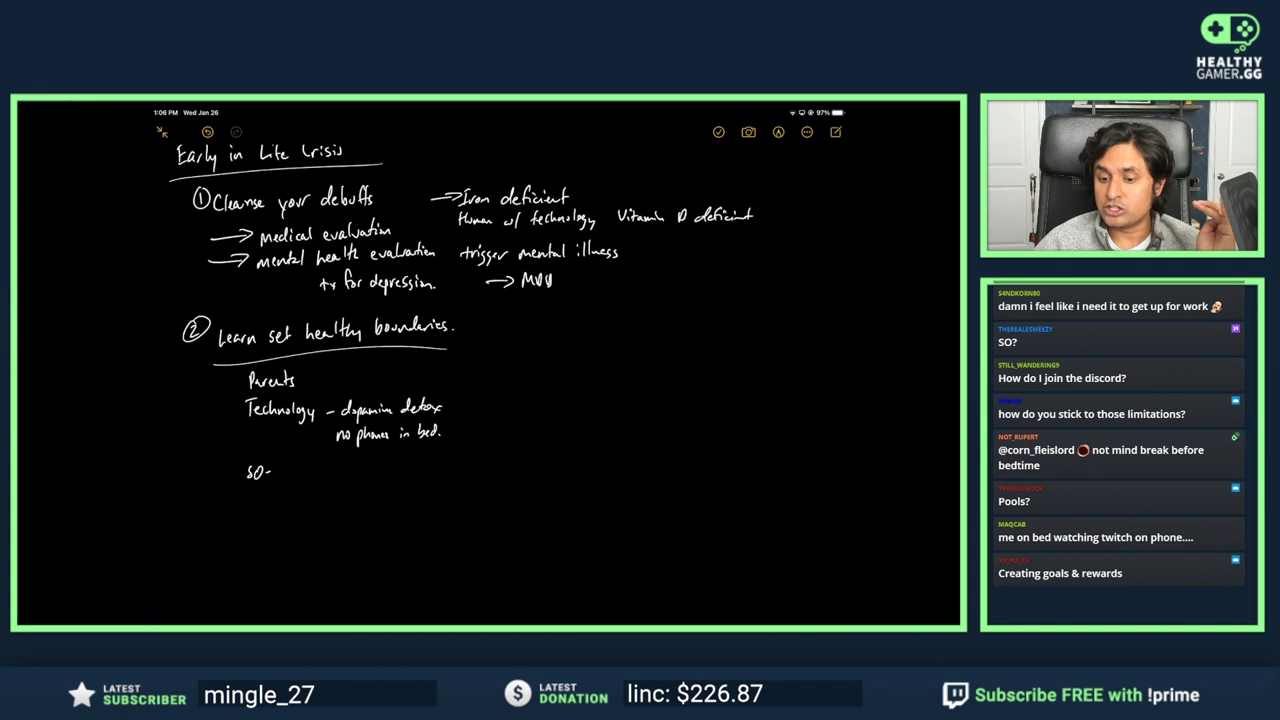 HEALTHY
GAMER.GG
1:06 PM Wed Jan 26
97%
Early in Life Crisis
① Cleanse your debuffs → Iron deficient
Human w/ technology Vitamin D deficient
→ medical evaluation
→ mental health evaluation trigger mental illness
tx for depression. → MDD
② Learn set healthy boundaries.
Parents
Technology - dopamine detox
no phones in bed.
SO-
S4NDKORN80
damn i feel like i need it to get up for work
THEREALESWEEZY
SO?
STILL_WANDERING9
How do I join the discord?
how do you stick to those limitations?
NOT_RUPERT
@corn_fleislord not mind break before
bedtime
Pools?
MAQCAB
me on bed watching twitch on phone....
Creating goals & rewards
LATEST
SUBSCRIBER
mingle_27
LATEST
DONATION
linc: $226.87
Subscribe FREE with !prime